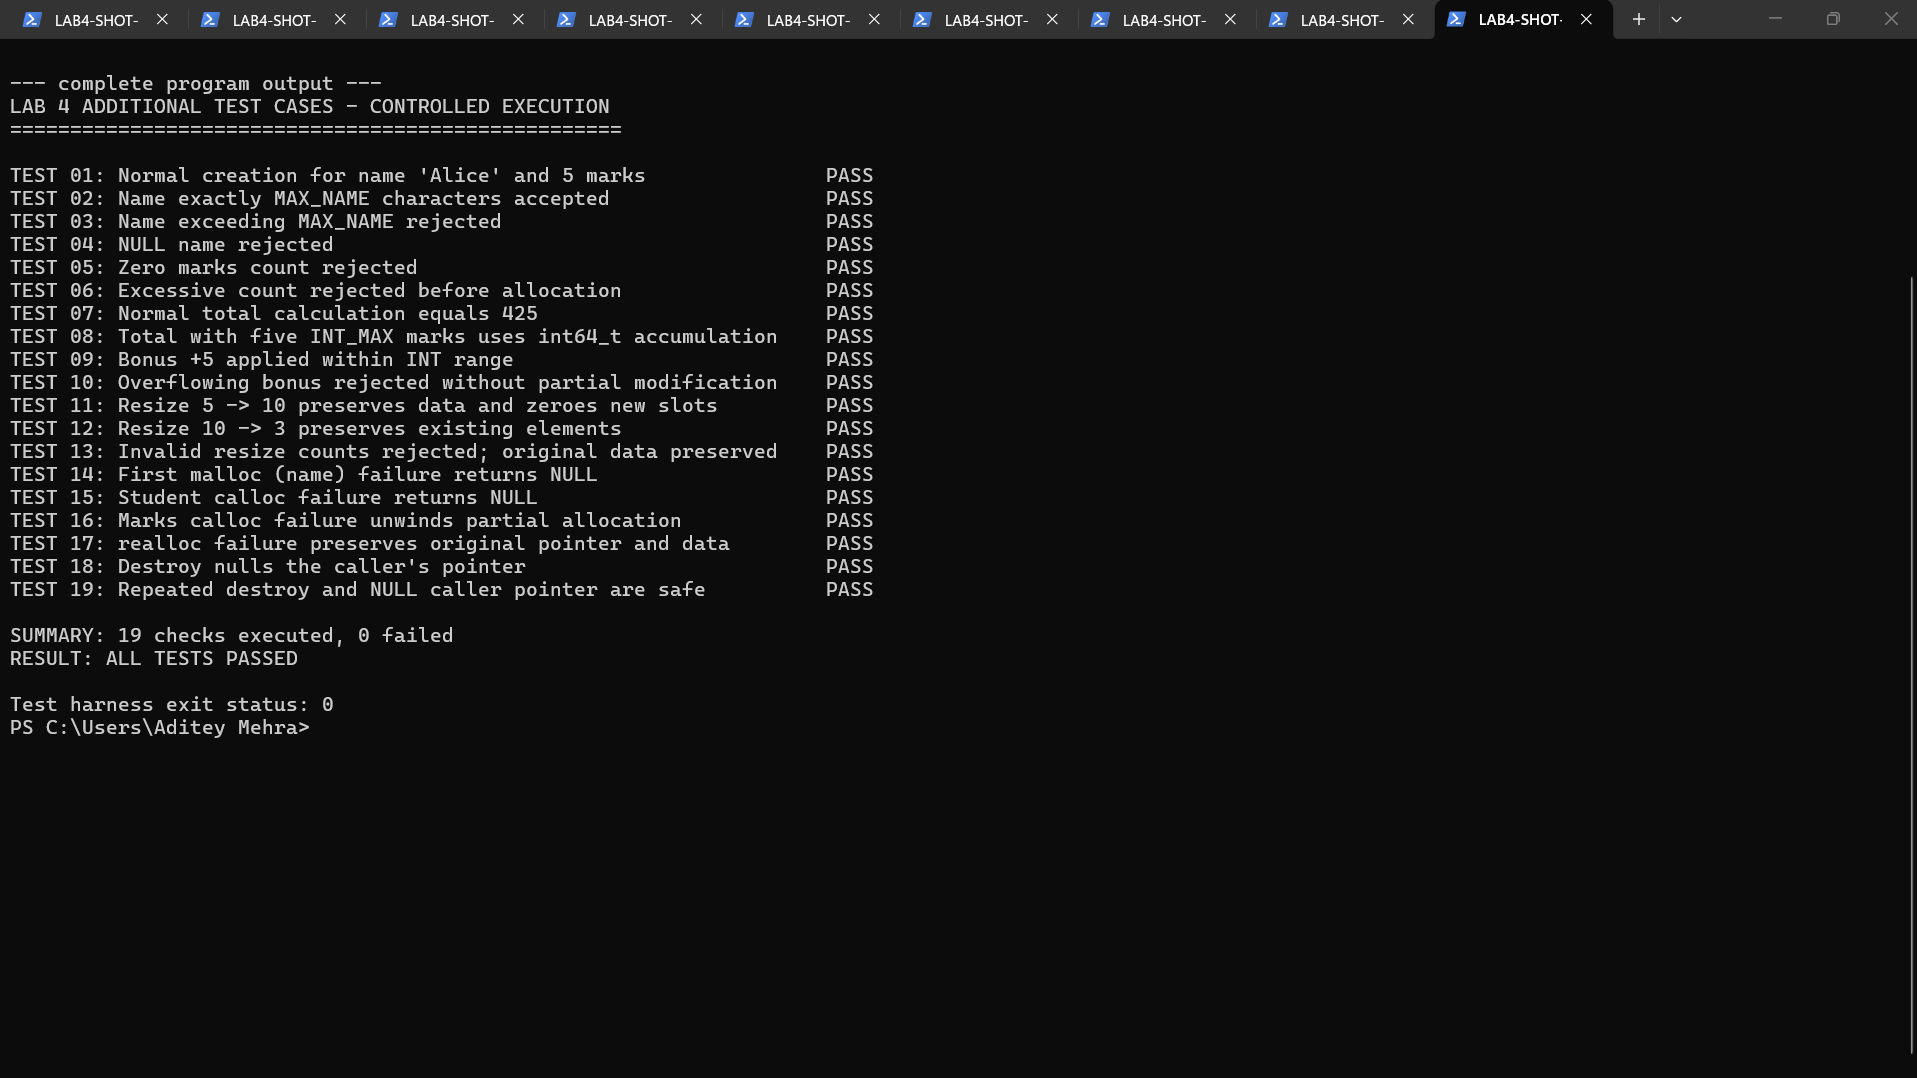 LAB4-SHOT- LAB4-SHOT- LAB4-SHOT- LAB4-SHOT- LAB4-SHOT- LAB4-SHOT- LAB4-SHOT- LAB4-SHOT- LAB4-SHOT-
--- complete program output ---
LAB 4 ADDITIONAL TEST CASES - CONTROLLED EXECUTION
===================================================
TEST 01: Normal creation for name 'Alice' and 5 marks PASS
TEST 02: Name exactly MAX_NAME characters accepted PASS
TEST 03: Name exceeding MAX_NAME rejected PASS
TEST 04: NULL name rejected PASS
TEST 05: Zero marks count rejected PASS
TEST 06: Excessive count rejected before allocation PASS
TEST 07: Normal total calculation equals 425 PASS
TEST 08: Total with five INT_MAX marks uses int64_t accumulation PASS
TEST 09: Bonus +5 applied within INT range PASS
TEST 10: Overflowing bonus rejected without partial modification PASS
TEST 11: Resize 5 -> 10 preserves data and zeroes new slots PASS
TEST 12: Resize 10 -> 3 preserves existing elements PASS
TEST 13: Invalid resize counts rejected; original data preserved PASS
TEST 14: First malloc (name) failure returns NULL PASS
TEST 15: Student calloc failure returns NULL PASS
TEST 16: Marks calloc failure unwinds partial allocation PASS
TEST 17: realloc failure preserves original pointer and data PASS
TEST 18: Destroy nulls the caller's pointer PASS
TEST 19: Repeated destroy and NULL caller pointer are safe PASS
SUMMARY: 19 checks executed, 0 failed
RESULT: ALL TESTS PASSED
Test harness exit status: 0
PS C:\Users\Aditey Mehra>